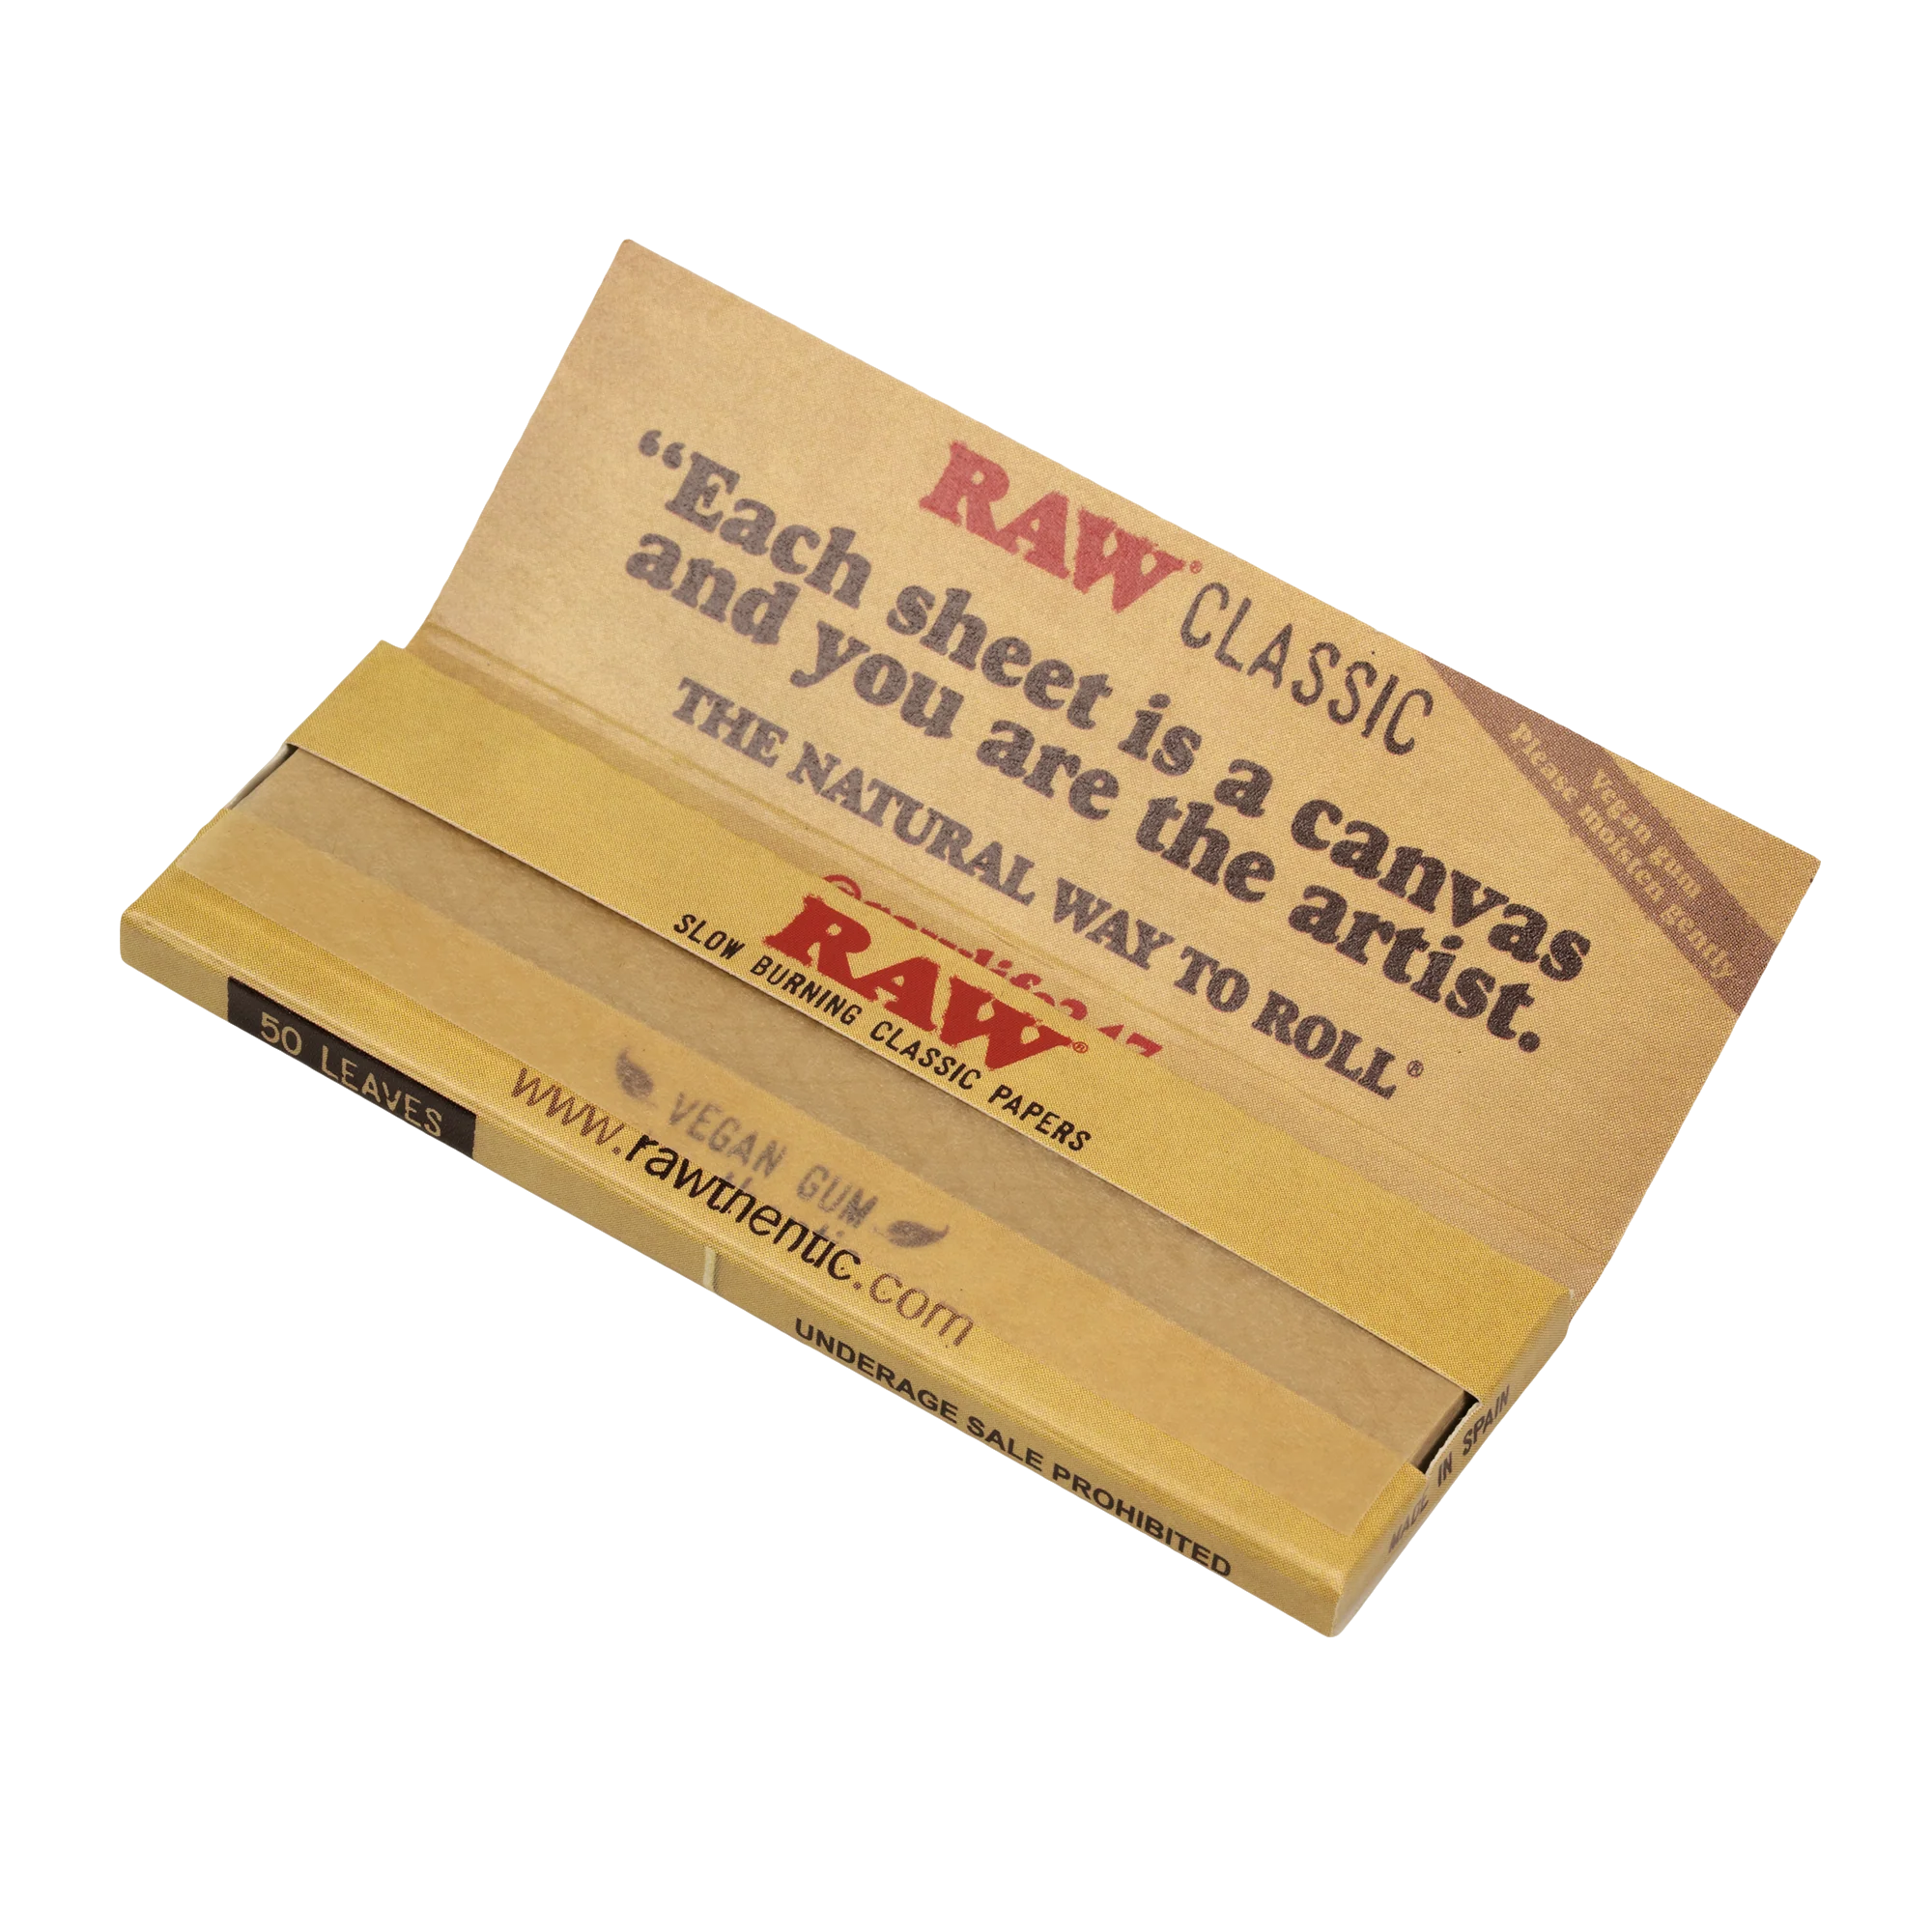 RAW® CLASSIC
“Each sheet is a canvas
and you are the artist.
THE NATURAL WAY TO ROLL®
Vegan gum
Please moisten gently
RAW®
SLOW BURNING CLASSIC PAPERS
VEGAN GUM
www.rawthentic.com
50 LEAVES
UNDERAGE SALE PROHIBITED
MADE IN SPAIN